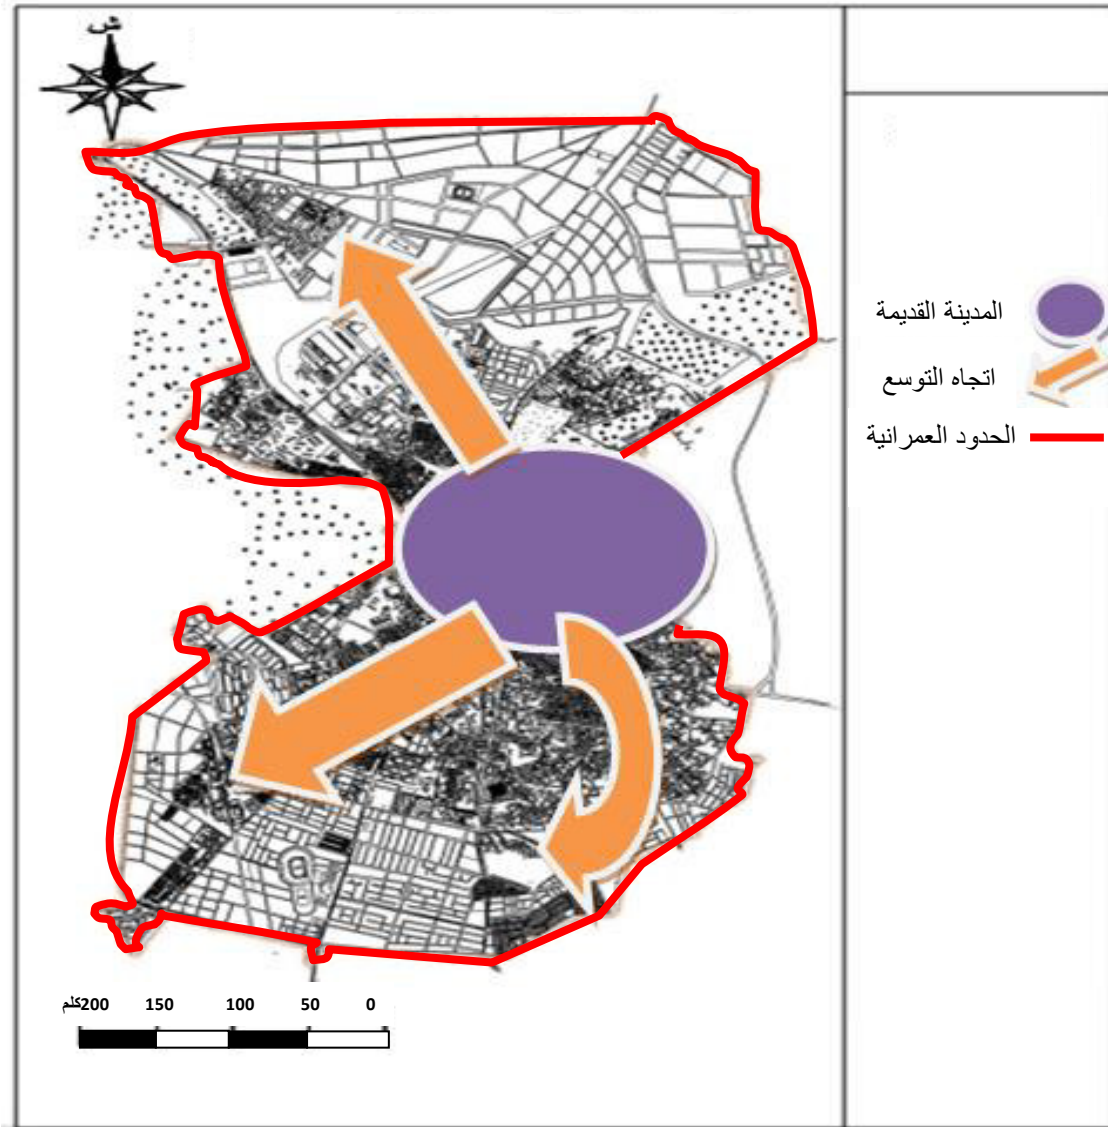 ش
المدينة القديمة
اتجاه التوسع
الحدود العمرانية
0 50 100 150 200كلم